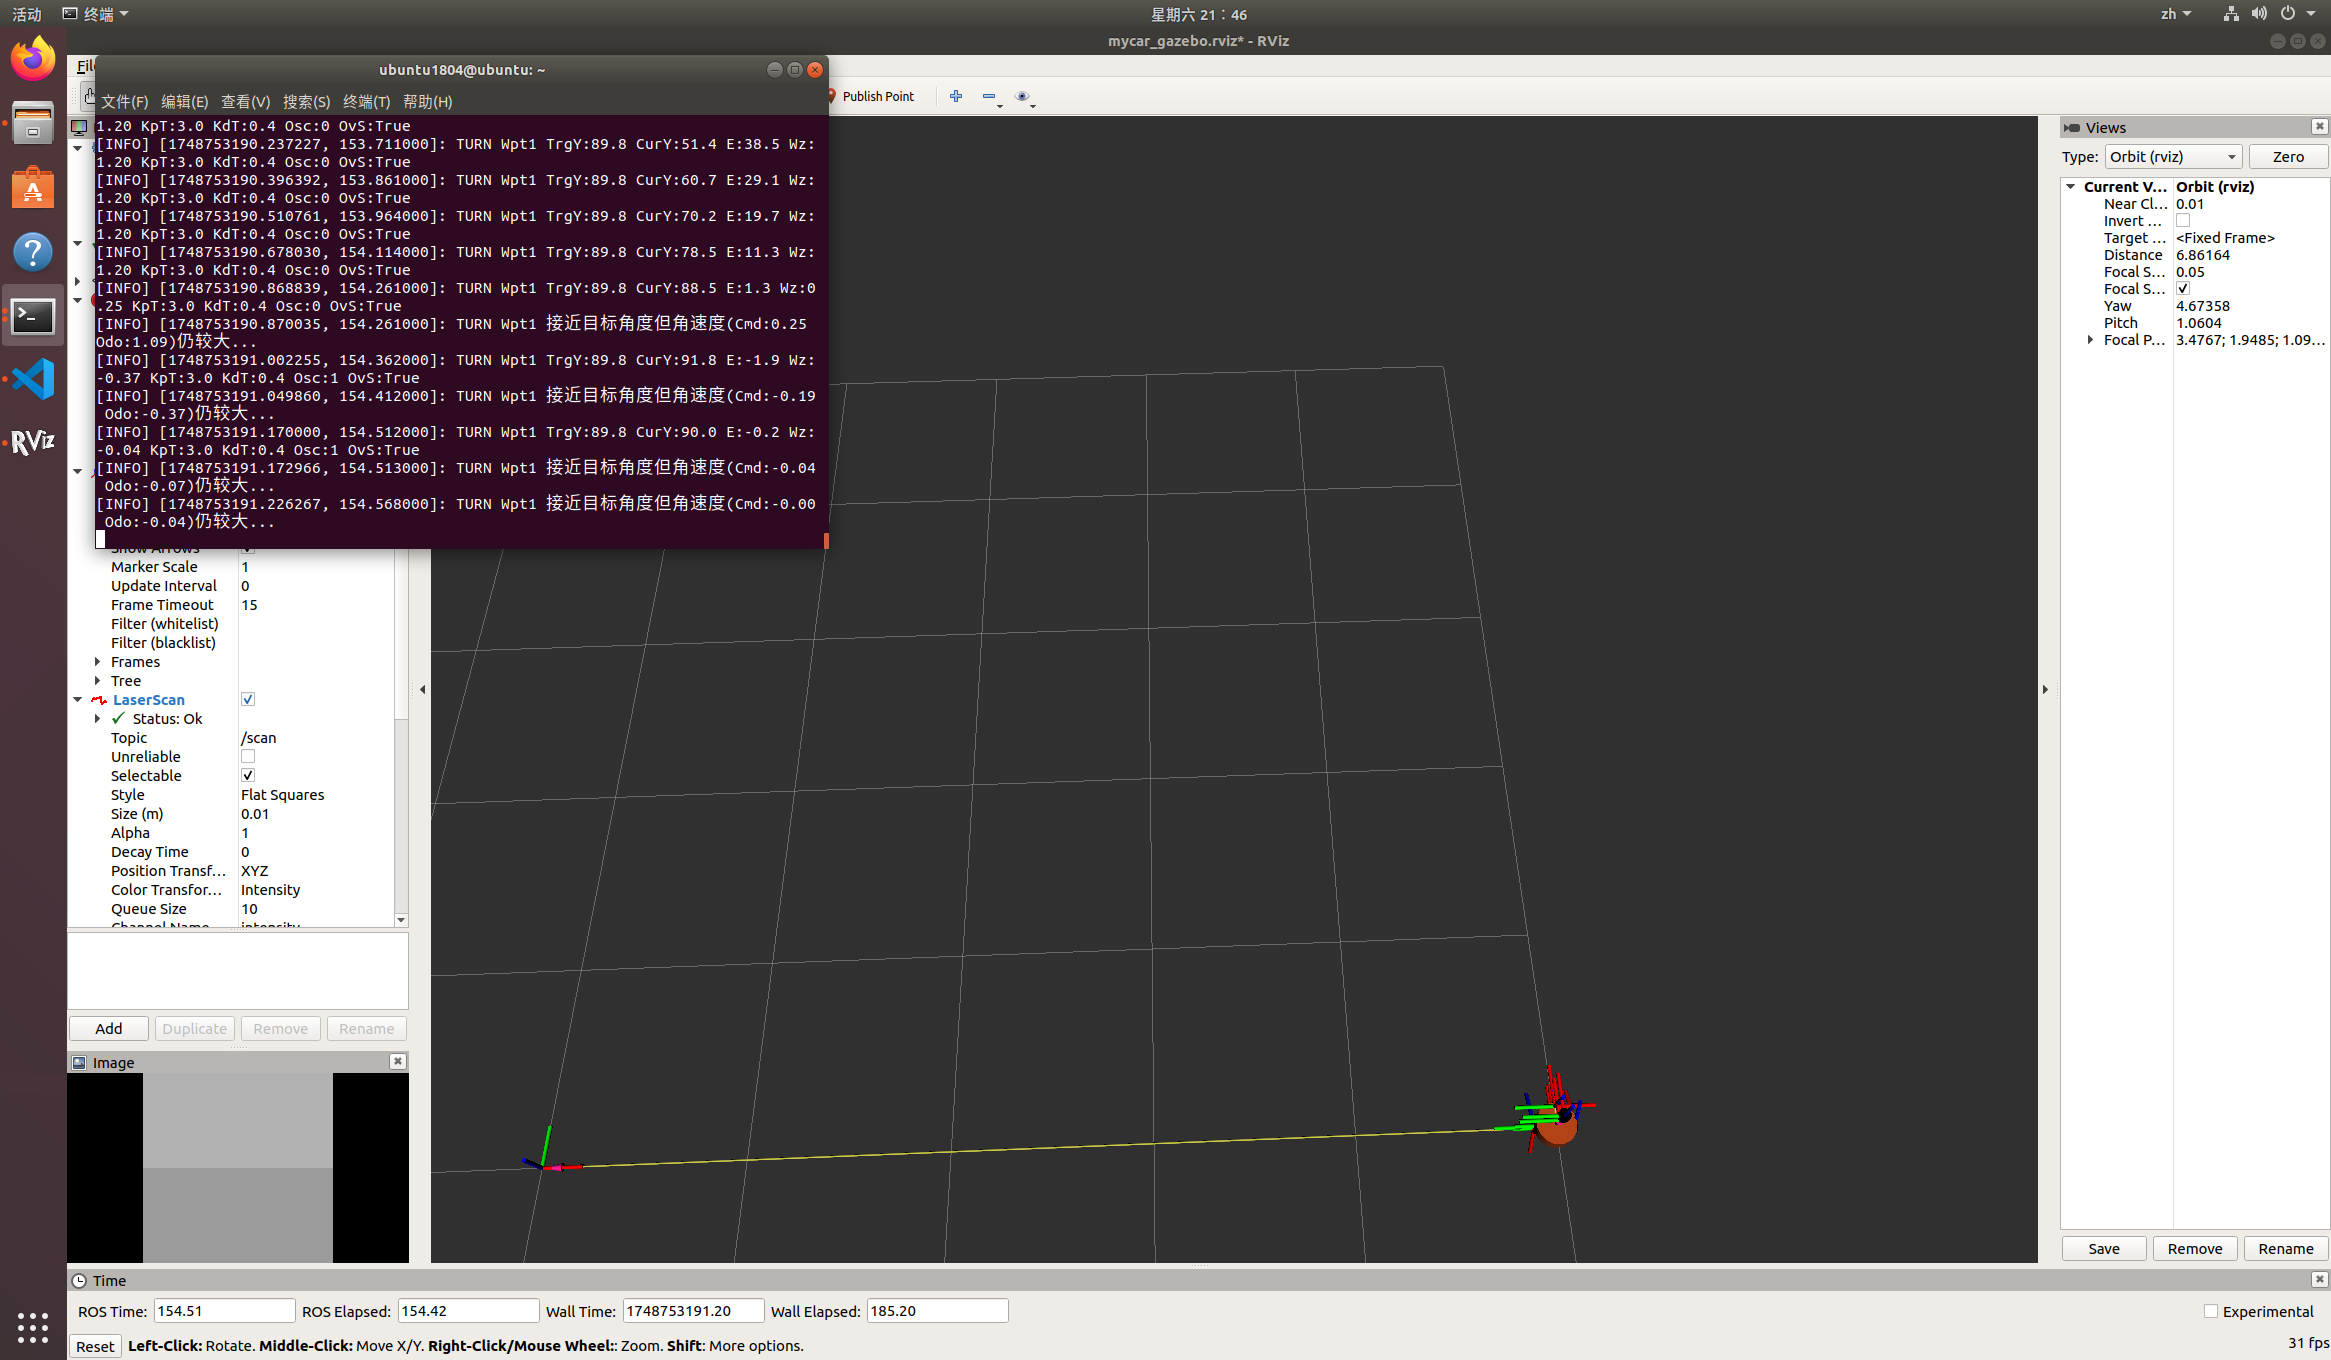 活动
终端
星期六 21：46
zh
mycar_gazebo.rviz* - RViz
ubuntu1804@ubuntu: ~
文件(F) 编辑(E) 查看(V) 搜索(S) 终端(T) 帮助(H)
1.20 KpT:3.0 KdT:0.4 Osc:0 OvS:True
[INFO] [1748753190.237227, 153.711000]: TURN Wpt1 TrgY:89.8 CurY:51.4 E:38.5 Wz:
1.20 KpT:3.0 KdT:0.4 Osc:0 OvS:True
[INFO] [1748753190.396392, 153.861000]: TURN Wpt1 TrgY:89.8 CurY:60.7 E:29.1 Wz:
1.20 KpT:3.0 KdT:0.4 Osc:0 OvS:True
[INFO] [1748753190.510761, 153.964000]: TURN Wpt1 TrgY:89.8 CurY:70.2 E:19.7 Wz:
1.20 KpT:3.0 KdT:0.4 Osc:0 OvS:True
[INFO] [1748753190.678030, 154.114000]: TURN Wpt1 TrgY:89.8 CurY:78.5 E:11.3 Wz:
1.20 KpT:3.0 KdT:0.4 Osc:0 OvS:True
[INFO] [1748753190.868839, 154.261000]: TURN Wpt1 TrgY:89.8 CurY:88.5 E:1.3 Wz:0
.25 KpT:3.0 KdT:0.4 Osc:0 OvS:True
[INFO] [1748753190.870035, 154.261000]: TURN Wpt1 接近目标角度但角速度(Cmd:0.25
Odo:1.09)仍较大...
[INFO] [1748753191.002255, 154.362000]: TURN Wpt1 TrgY:89.8 CurY:91.8 E:-1.9 Wz:
-0.37 KpT:3.0 KdT:0.4 Osc:1 OvS:True
[INFO] [1748753191.049860, 154.412000]: TURN Wpt1 接近目标角度但角速度(Cmd:-0.19
Odo:-0.37)仍较大...
[INFO] [1748753191.170000, 154.512000]: TURN Wpt1 TrgY:89.8 CurY:90.0 E:-0.2 Wz:
-0.04 KpT:3.0 KdT:0.4 Osc:1 OvS:True
[INFO] [1748753191.172966, 154.513000]: TURN Wpt1 接近目标角度但角速度(Cmd:-0.04
Odo:-0.07)仍较大...
[INFO] [1748753191.226267, 154.568000]: TURN Wpt1 接近目标角度但角速度(Cmd:-0.00
Odo:-0.04)仍较大...
Publish Point
RViz
Show Arrows
Marker Scale 1
Update Interval 0
Frame Timeout 15
Filter (whitelist)
Filter (blacklist)
Frames
Tree
LaserScan
Status: Ok
Topic /scan
Unreliable
Selectable
Style Flat Squares
Size (m) 0.01
Alpha 1
Decay Time 0
Position Transf... XYZ
Color Transfor... Intensity
Queue Size 10
Channel Name intensity
Add Duplicate Remove Rename
Image
Views
Type: Orbit (rviz) Zero
Current V... Orbit (rviz)
Near Cl... 0.01
Invert ...
Target ... <Fixed Frame>
Distance 6.86164
Focal S... 0.05
Focal S...
Yaw 4.67358
Pitch 1.0604
Focal P... 3.4767; 1.9485; 1.09...
Save Remove Rename
Time
ROS Time: 154.51 ROS Elapsed: 154.42 Wall Time: 1748753191.20 Wall Elapsed: 185.20
Experimental
Reset Left-Click: Rotate. Middle-Click: Move X/Y. Right-Click/Mouse Wheel:: Zoom. Shift: More options.
31 fps